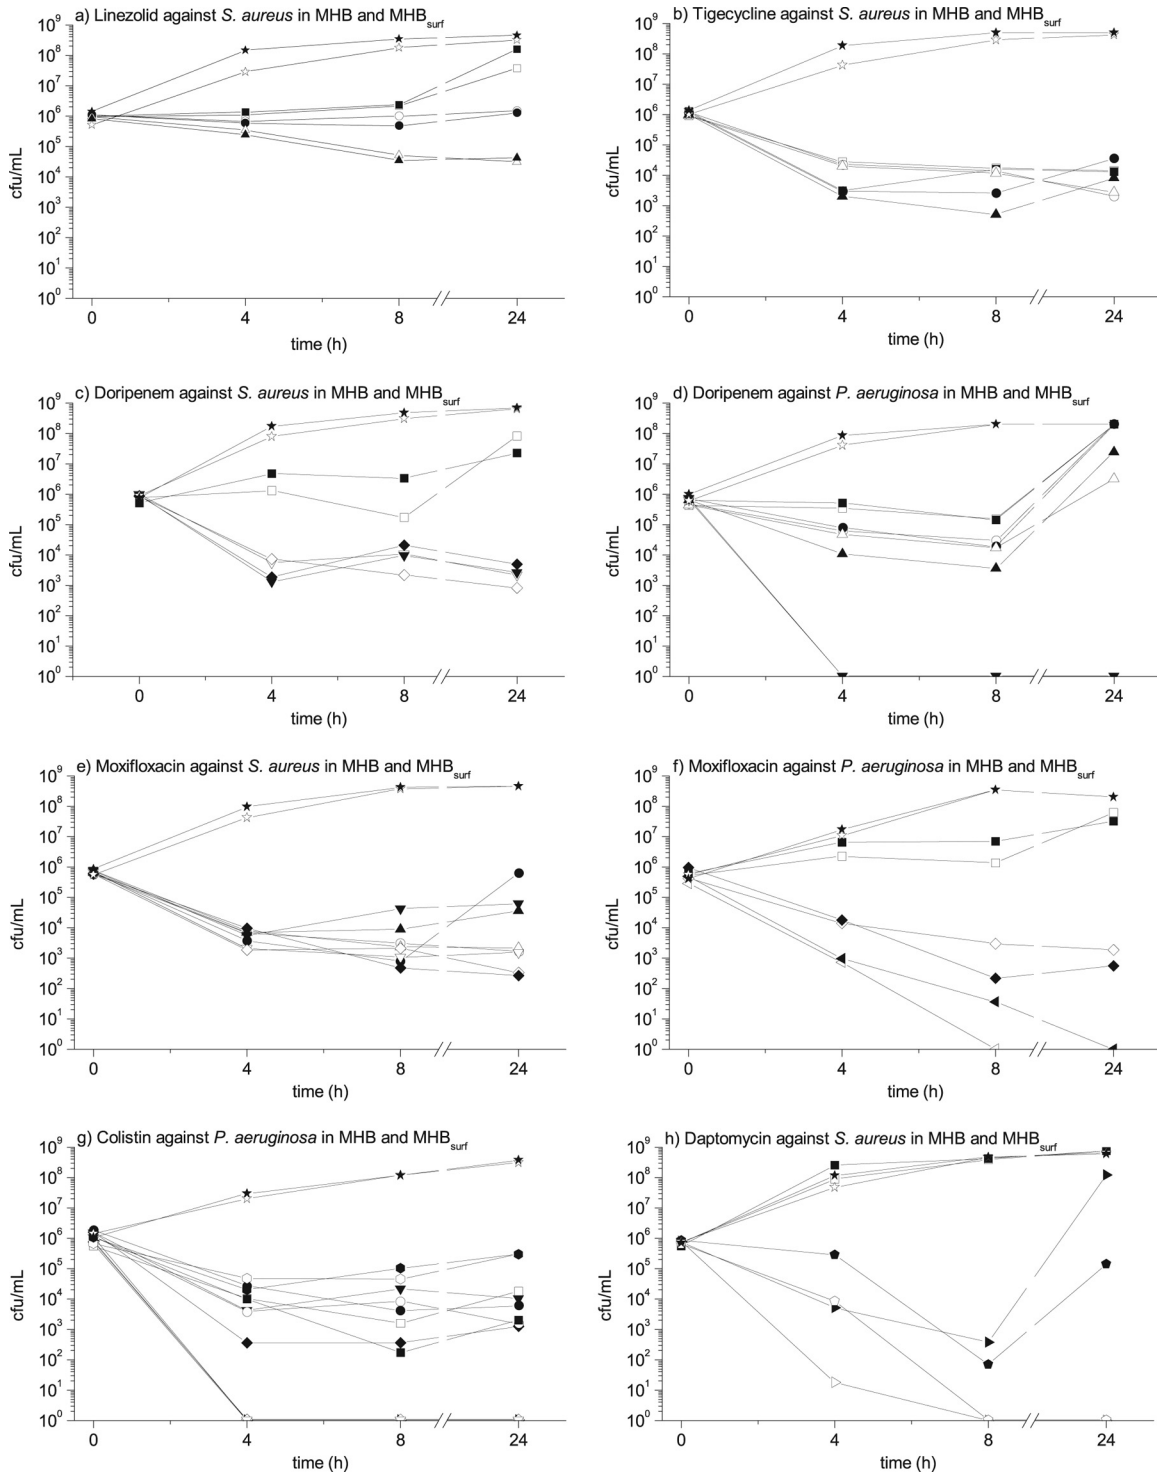 a) Linezolid against S. aureus in MHB and MHBsurf
10⁹
10⁸
10⁷
10⁶
10⁵
10⁴
10³
10²
10¹
10⁰
cfu/mL
0 4 8 24
time (h)
b) Tigecycline against S. aureus in MHB and MHBsurf
10⁹
10⁸
10⁷
10⁶
10⁵
10⁴
10³
10²
10¹
10⁰
cfu/mL
0 4 8 24
time (h)
c) Doripenem against S. aureus in MHB and MHBsurf
10⁹
10⁸
10⁷
10⁶
10⁵
10⁴
10³
10²
10¹
10⁰
cfu/mL
0 4 8 24
time (h)
d) Doripenem against P. aeruginosa in MHB and MHBsurf
10⁹
10⁸
10⁷
10⁶
10⁵
10⁴
10³
10²
10¹
10⁰
cfu/mL
0 4 8 24
time (h)
e) Moxifloxacin against S. aureus in MHB and MHBsurf
10⁹
10⁸
10⁷
10⁶
10⁵
10⁴
10³
10²
10¹
10⁰
cfu/mL
0 4 8 24
time (h)
f) Moxifloxacin against P. aeruginosa in MHB and MHBsurf
10⁹
10⁸
10⁷
10⁶
10⁵
10⁴
10³
10²
10¹
10⁰
cfu/mL
0 4 8 24
time (h)
g) Colistin against P. aeruginosa in MHB and MHBsurf
10⁹
10⁸
10⁷
10⁶
10⁵
10⁴
10³
10²
10¹
10⁰
cfu/mL
0 4 8 24
time (h)
h) Daptomycin against S. aureus in MHB and MHBsurf
10⁹
10⁸
10⁷
10⁶
10⁵
10⁴
10³
10²
10¹
10⁰
cfu/mL
0 4 8 24
time (h)